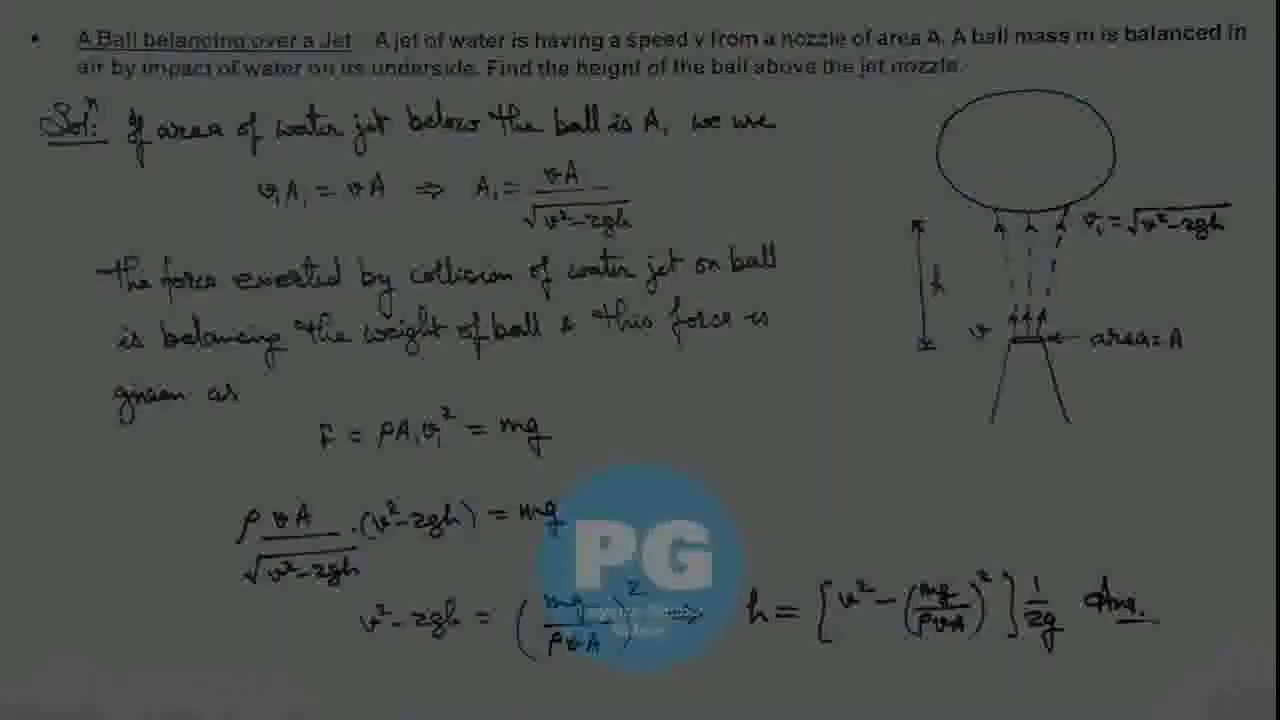 • A Ball balancing over a Jet A jet of water is having a speed v from a nozzle of area A. A ball mass m is balanced in
air by impact of water on its underside. Find the height of the ball above the jet nozzle.
Solⁿ: If area of water jet below the ball is A₁ we use
v₁A₁ = vA ⇒ A₁ = vA / √(v²-2gh)
v₁ = √(v²-2gh)
The force exerted by collision of water jet on ball
h
is balancing the weight of ball & this force is
v
area = A
given as
F = ρA₁v₁² = mg
ρvA / √(v²-2gh) · (v²-2gh) = mg
PG
v²-2gh = (mg / ρvA)² ⇒ h = [v² - (mg / ρvA)²] 1/2g Ans.